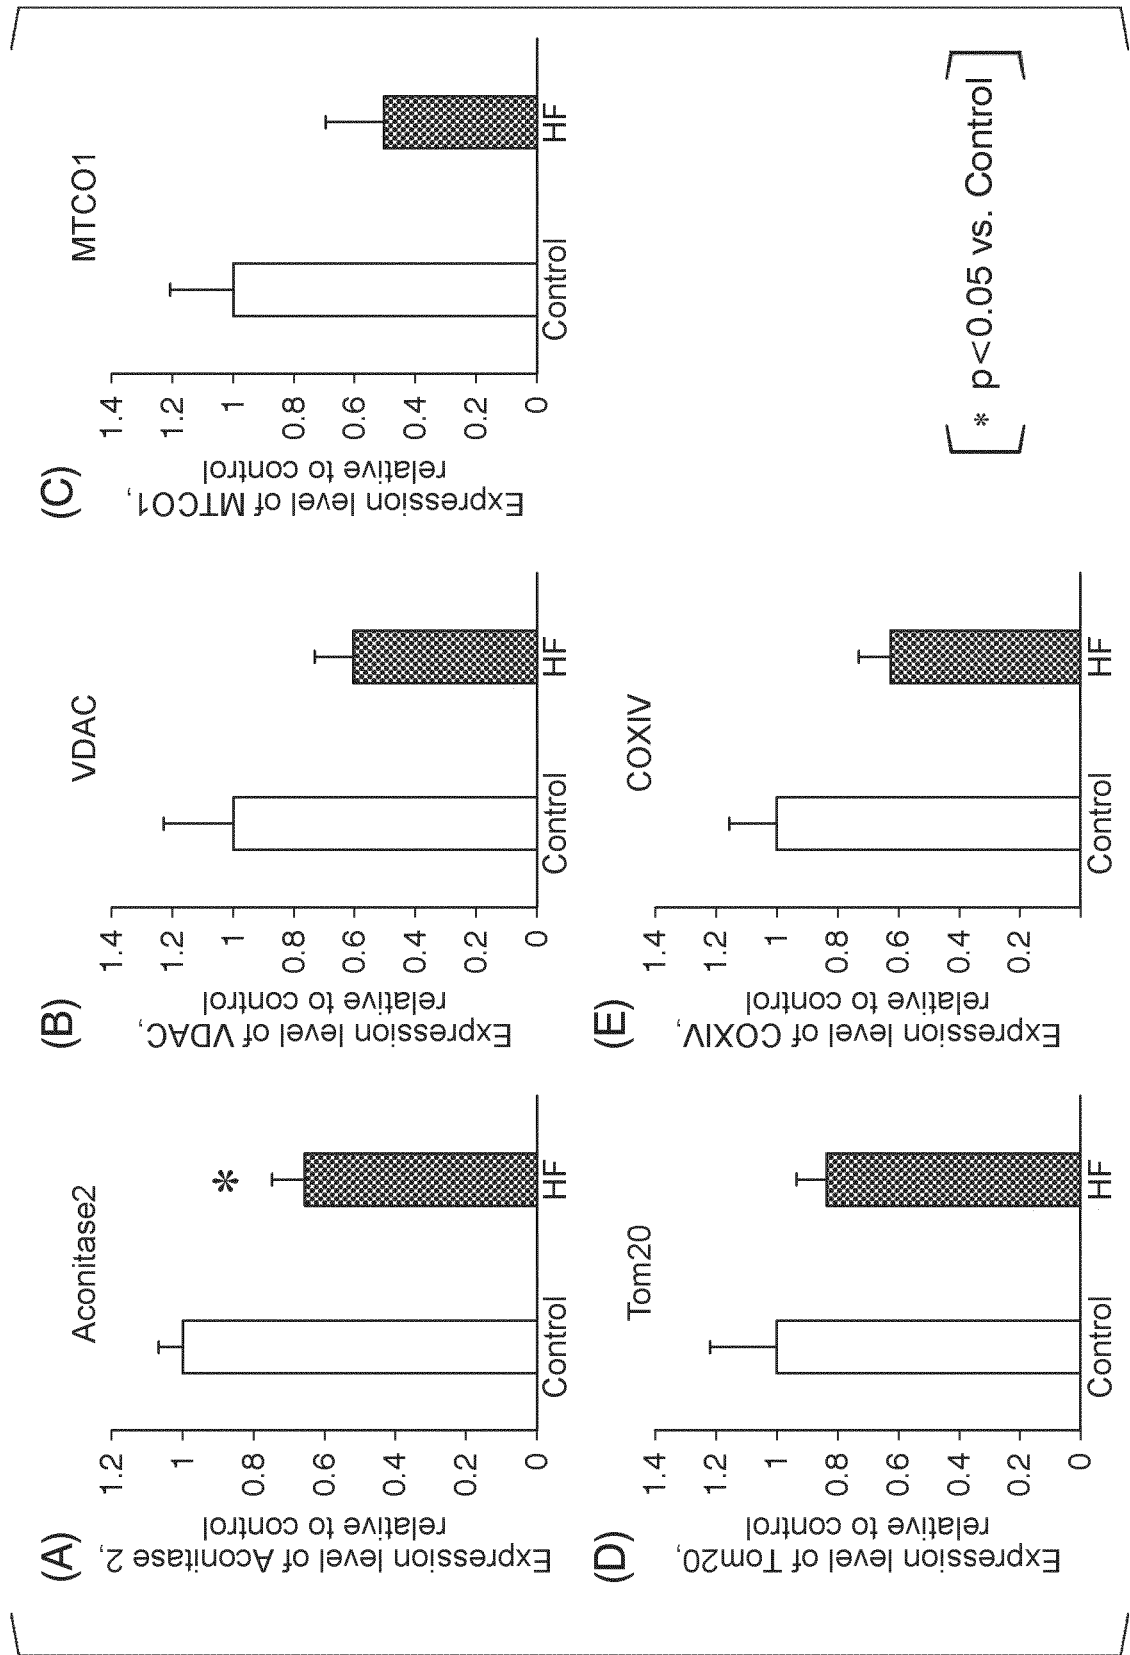 (A)
Aconitase2
Expression level of Aconitase 2,
relative to control
1.2
1
0.8
0.6
0.4
0.2
0
Control
HF
*
(B)
VDAC
Expression level of VDAC,
relative to control
1.4
1.2
1
0.8
0.6
0.4
0.2
0
Control
HF
(C)
MTCO1
Expression level of MTCO1,
relative to control
1.4
1.2
1
0.8
0.6
0.4
0.2
0
Control
HF
(D)
Tom20
Expression level of Tom20,
relative to control
1.4
1.2
1
0.8
0.6
0.4
0.2
0
Control
HF
(E)
COXIV
Expression level of COXIV,
relative to control
1.4
1.2
1
0.8
0.6
0.4
0.2
Control
HF
[* p<0.05 vs. Control]